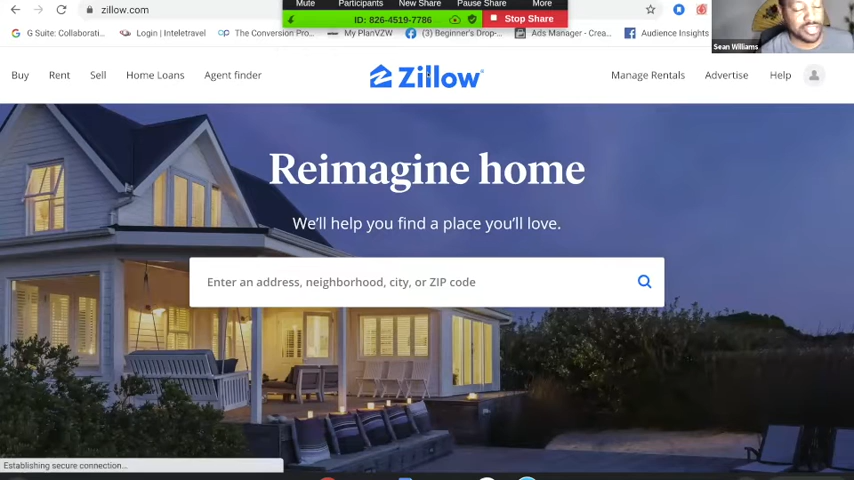 zillow.com
Mute Participants New Share Pause Share More
ID: 826-4519-7786 Stop Share
G Suite: Collaborati... Login | Inteletravel The Conversion Pro... My PlanVZW (3) Beginner's Drop-... Ads Manager - Crea... Audience Insights
Sean Williams
Buy Rent Sell Home Loans Agent finder Zillow Manage Rentals Advertise Help
Reimagine home
We'll help you find a place you'll love.
Enter an address, neighborhood, city, or ZIP code
Establishing secure connection...